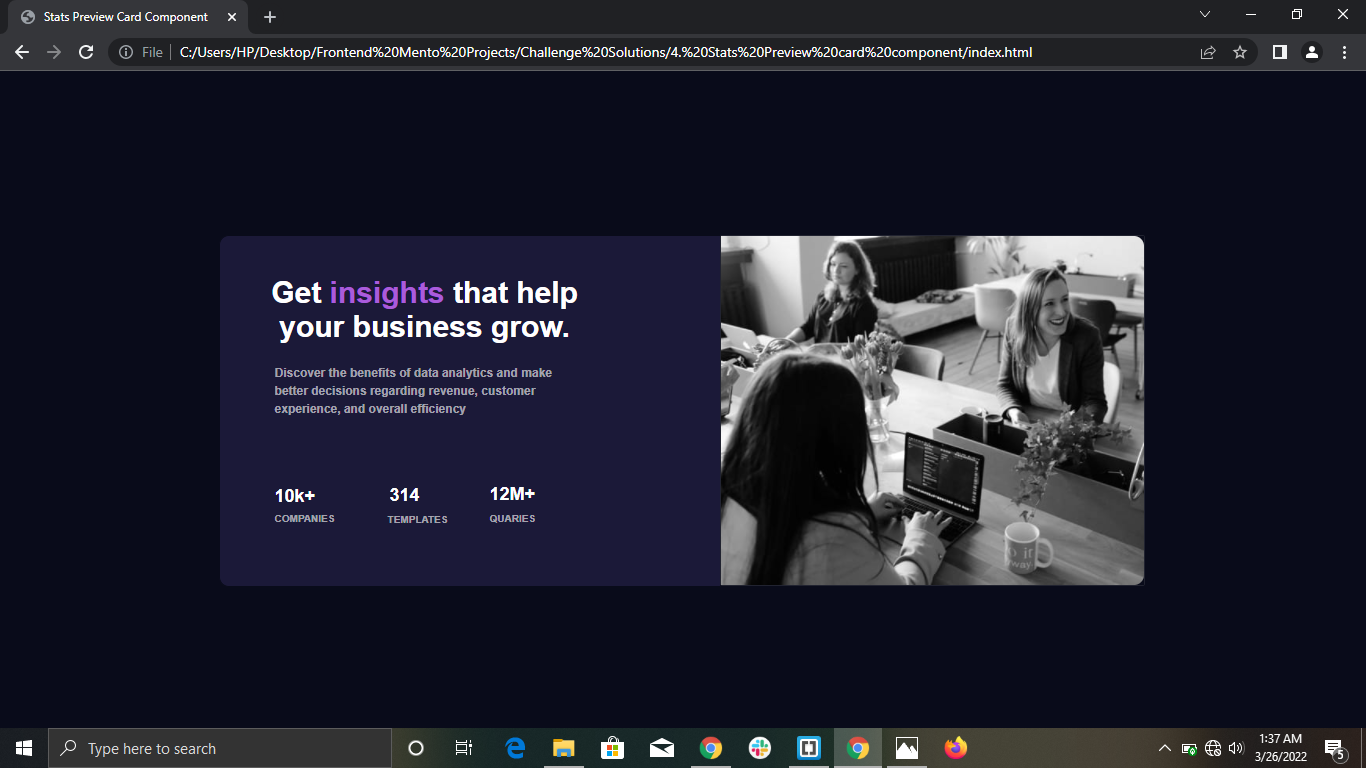 Stats Preview Card Component
File
C:/Users/HP/Desktop/Frontend%20Mento%20Projects/Challenge%20Solutions/4.%20Stats%20Preview%20card%20component/index.html
Get insights that help
your business grow.
Discover the benefits of data analytics and make
better decisions regarding revenue, customer
experience, and overall efficiency
10k+ 314 12M+
COMPANIES TEMPLATES QUARIES
Type here to search
1:37 AM
3/26/2022
5